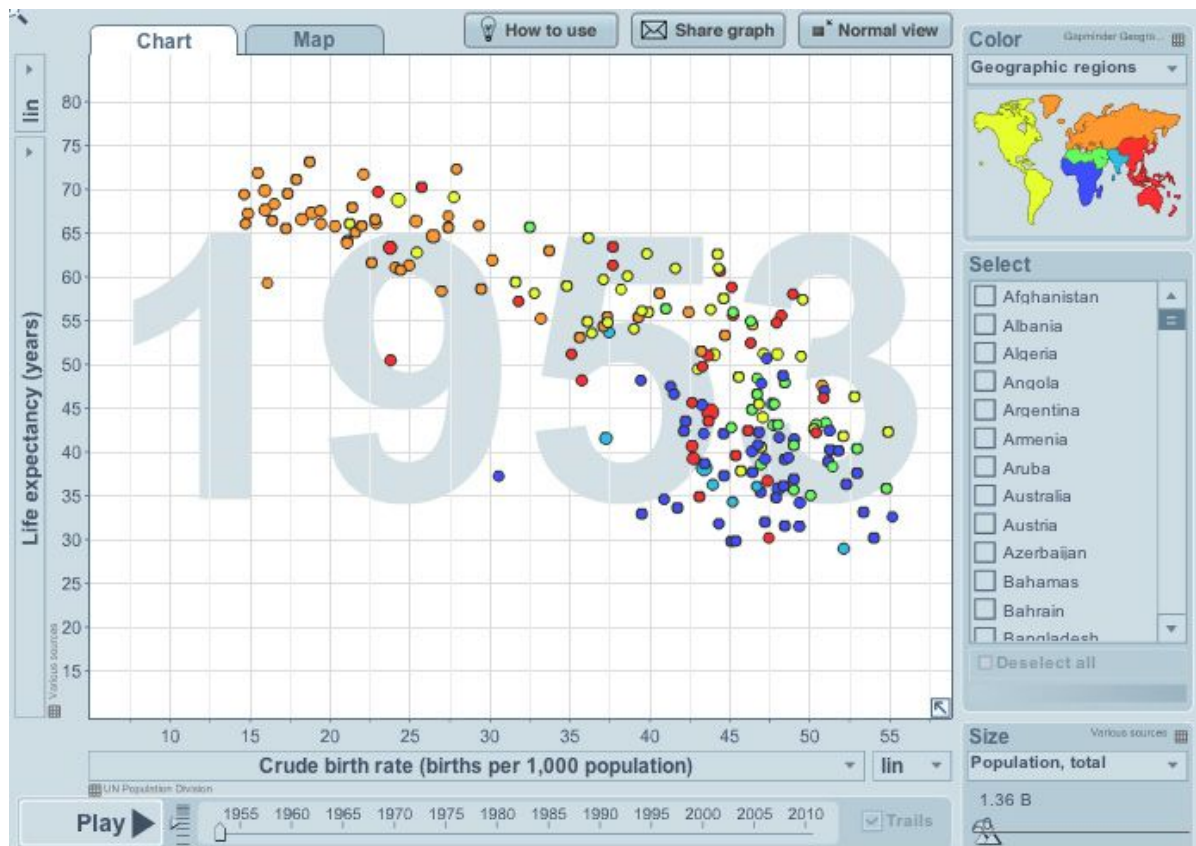 Chart
Map
How to use
Share graph
Normal view
Color
Gapminder Geogra...
Geographic regions
lin
Life expectancy (years)
Various sources
80
75
70
65
60
55
50
45
40
35
30
25
20
15
1953
Select
Afghanistan
Albania
Algeria
Angola
Argentina
Armenia
Aruba
Australia
Austria
Azerbaijan
Bahamas
Bahrain
Bangladesh
Deselect all
10 15 20 25 30 35 40 45 50 55
Crude birth rate (births per 1,000 population)
lin
UN Population Division
Size
Various sources
Population, total
1.36 B
Play
1955 1960 1965 1970 1975 1980 1985 1990 1995 2000 2005 2010
Trails